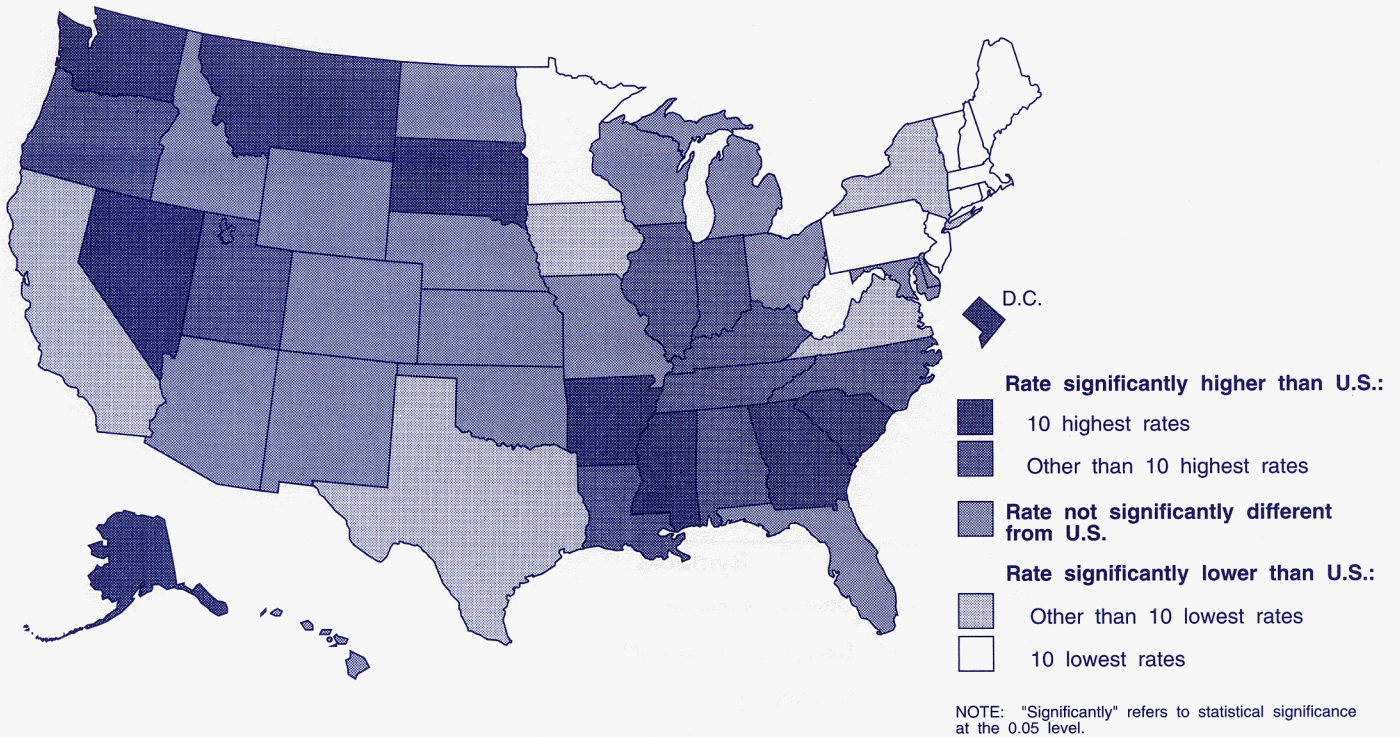 D.C.
Rate significantly higher than U.S.:
10 highest rates
Other than 10 highest rates
Rate not significantly different
from U.S.
Rate significantly lower than U.S.:
Other than 10 lowest rates
10 lowest rates
NOTE: "Significantly" refers to statistical significance
at the 0.05 level.